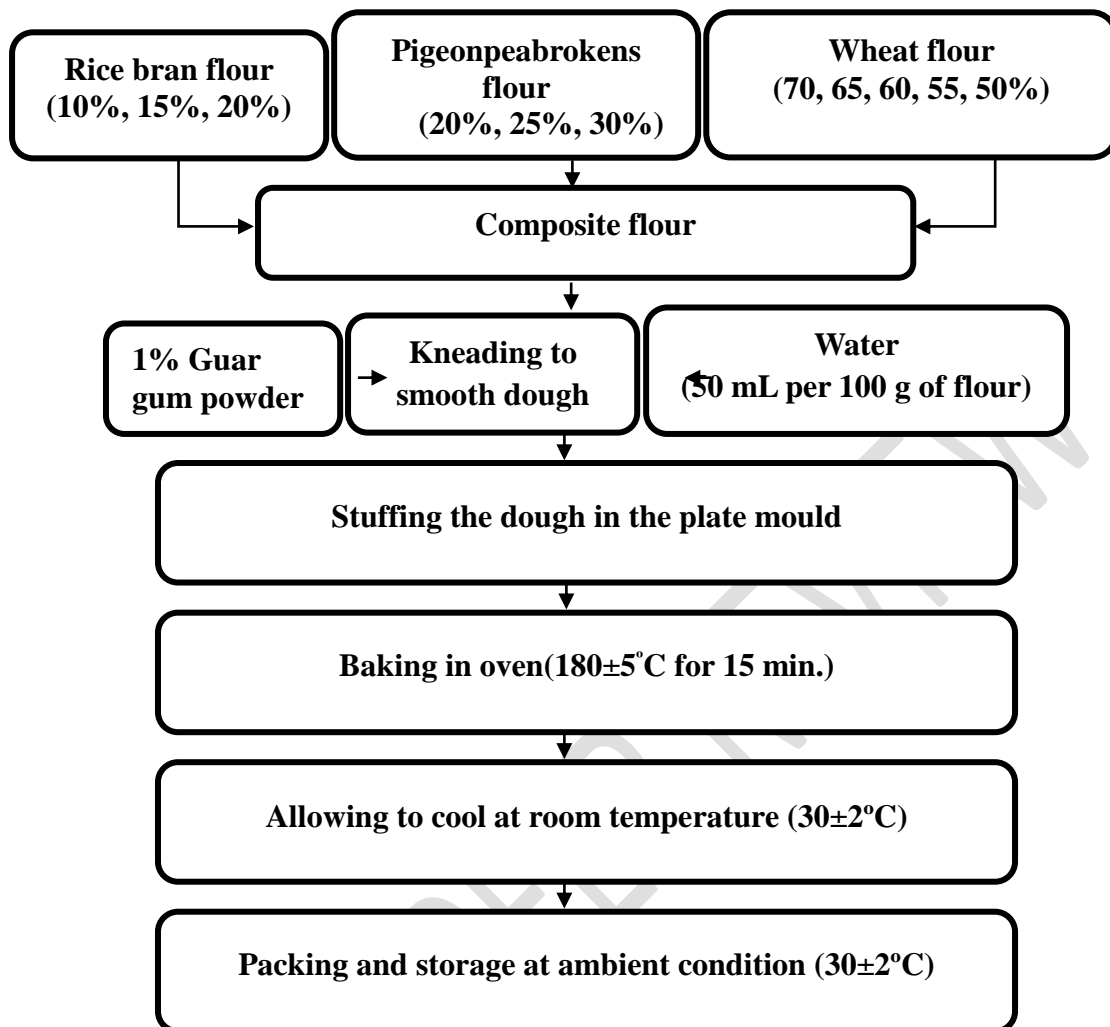 Rice bran flour
(10%, 15%, 20%)
Pigeonpeabrokens
flour
(20%, 25%, 30%)
Wheat flour
(70, 65, 60, 55, 50%)
Composite flour
1% Guar
gum powder
Kneading to
smooth dough
Water
(50 mL per 100 g of flour)
Stuffing the dough in the plate mould
Baking in oven(180±5°C for 15 min.)
Allowing to cool at room temperature (30±2ºC)
Packing and storage at ambient condition (30±2ºC)